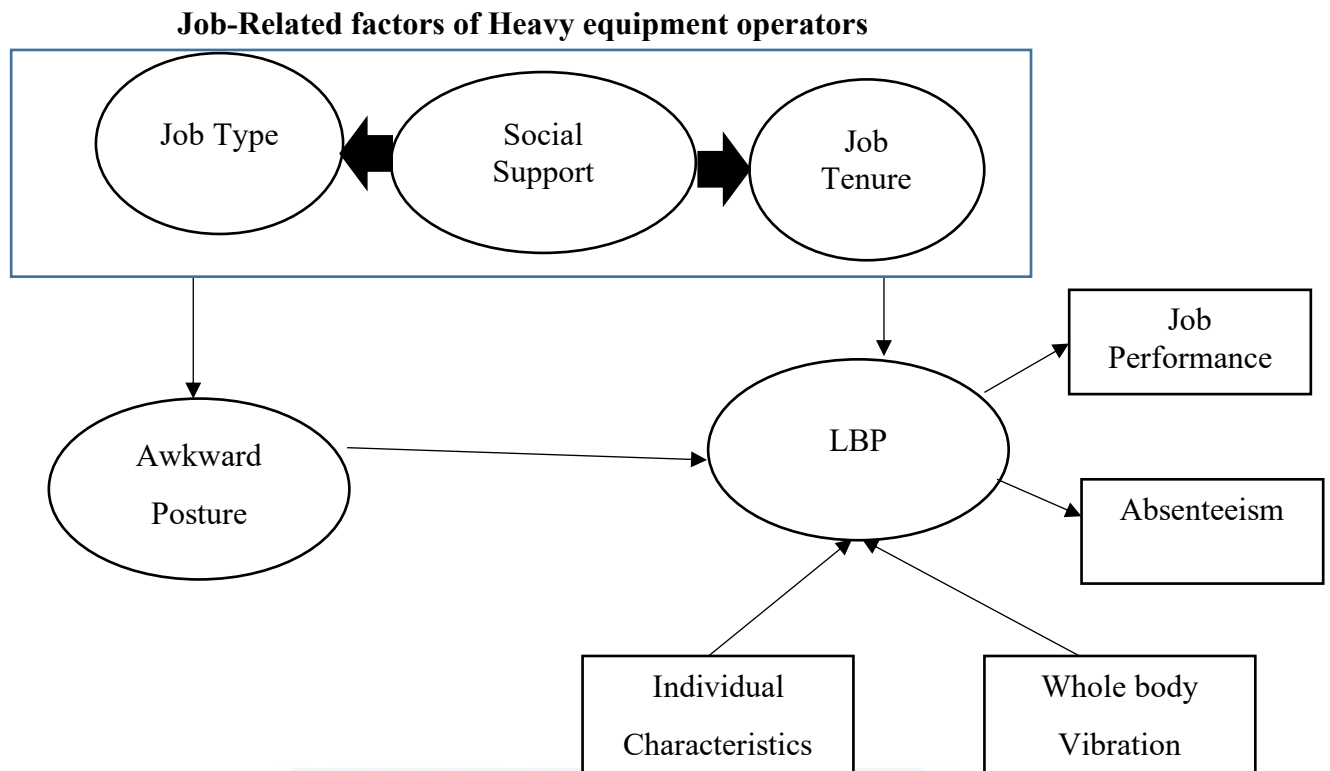 Job-Related factors of Heavy equipment operators
Job Type
Social
Support
Job
Tenure
Job
Performance
Awkward
Posture
LBP
Absenteeism
Individual
Characteristics
Whole body
Vibration